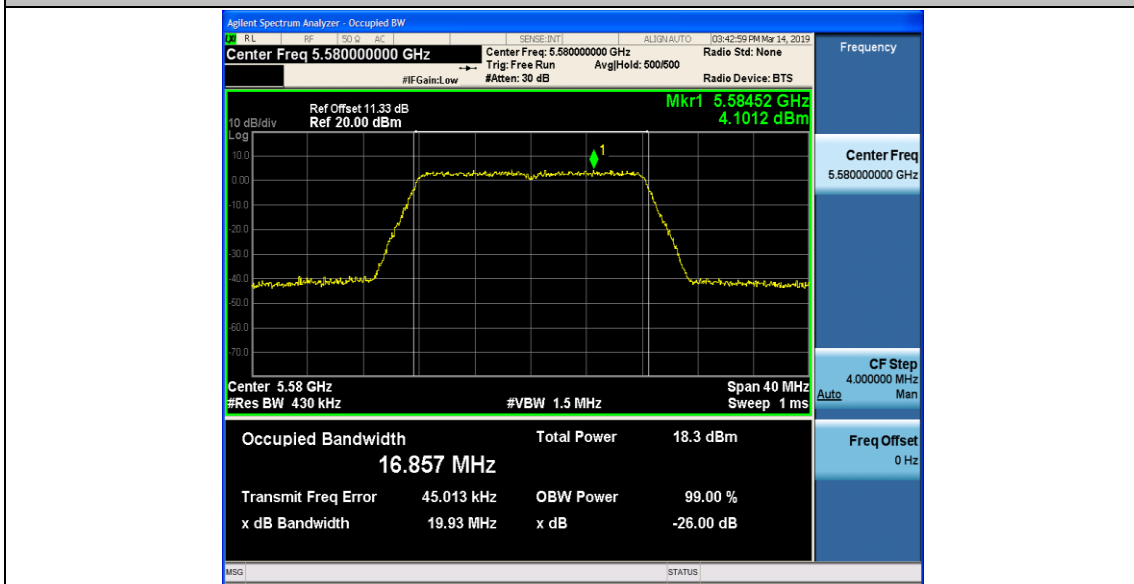 Agilent Spectrum Analyzer - Occupied BW
RL RF 50 Ω AC SENSE:INT ALIGN AUTO 03:42:59 PM Mar 14, 2019
Center Freq 5.580000000 GHz
Center Freq: 5.580000000 GHz
Radio Std: None
Trig: Free Run Avg|Hold: 500/500
#IFGain:Low
#Atten: 30 dB
Radio Device: BTS
Ref Offset 11.33 dB
10 dB/div Ref 20.00 dBm
Mkr1 5.58452 GHz
4.1012 dBm
Log
10.0
0.00
-10.0
-20.0
-30.0
-40.0
-50.0
-60.0
-70.0
1
Center 5.58 GHz Span 40 MHz
#Res BW 430 kHz #VBW 1.5 MHz Sweep 1 ms
Occupied Bandwidth Total Power 18.3 dBm
16.857 MHz
Transmit Freq Error 45.013 kHz OBW Power 99.00 %
x dB Bandwidth 19.93 MHz x dB -26.00 dB
MSG STATUS
Frequency
Center Freq
5.580000000 GHz
CF Step
4.000000 MHz
Auto Man
Freq Offset
0 Hz